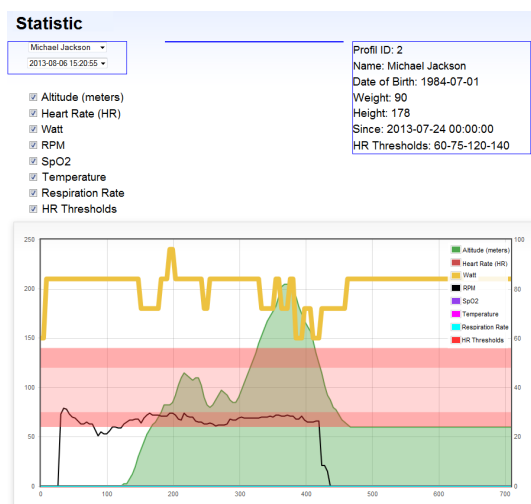 Statistic
Michael Jackson
2013-08-06 15:20:55
Profil ID: 2
Name: Michael Jackson
Date of Birth: 1984-07-01
Weight: 90
Height: 178
Since: 2013-07-24 00:00:00
HR Thresholds: 60-75-120-140
Altitude (meters)
Heart Rate (HR)
Watt
RPM
SpO2
Temperature
Respiration Rate
HR Thresholds
250
200
150
100
50
0
100
80
60
40
20
0
Altitude (meters)
Heart Rate (HR)
Watt
RPM
SpO2
Temperature
Respiration Rate
HR Thresholds
0 100 200 300 400 500 600 700